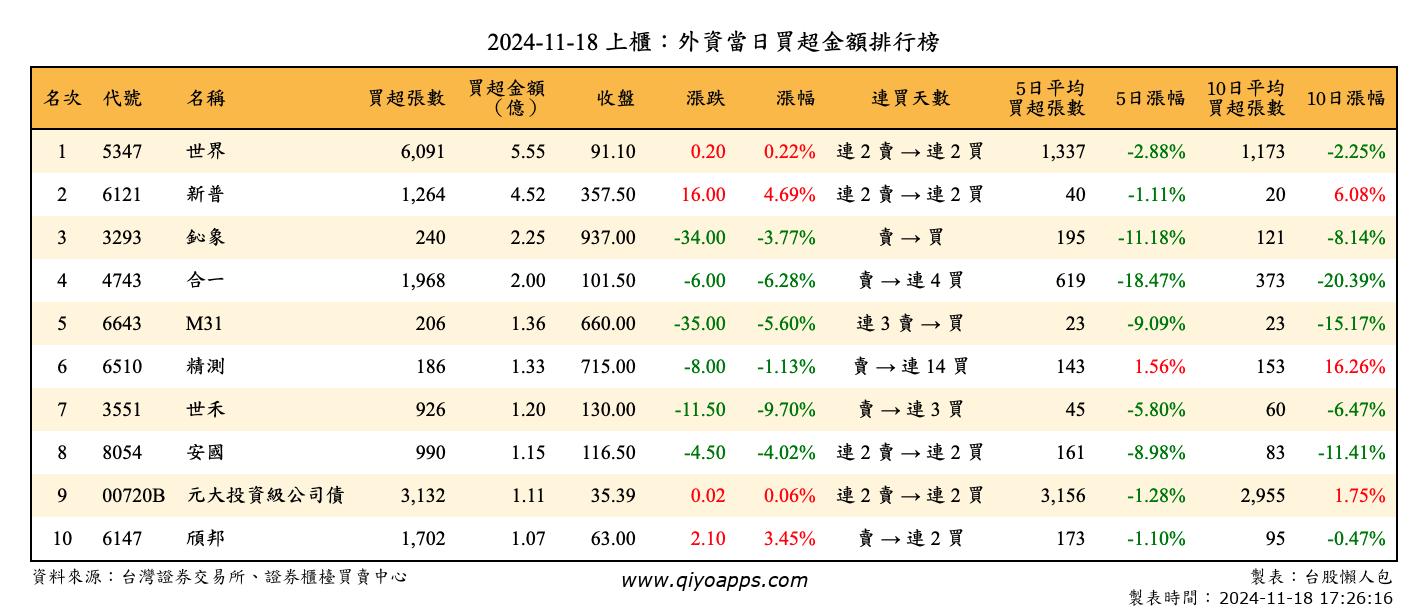 2024-11-18 上櫃：外資當日買超金額排行榜
名次 代號 名稱 買超張數 買超金額（億） 收盤 漲跌 漲幅 連買天數 5日平均買超張數 5日漲幅 10日平均買超張數 10日漲幅
1 5347 世界 6,091 5.55 91.10 0.20 0.22% 連 2 賣 → 連 2 買 1,337 -2.88% 1,173 -2.25%
2 6121 新普 1,264 4.52 357.50 16.00 4.69% 連 2 賣 → 連 2 買 40 -1.11% 20 6.08%
3 3293 鈊象 240 2.25 937.00 -34.00 -3.77% 賣 → 買 195 -11.18% 121 -8.14%
4 4743 合一 1,968 2.00 101.50 -6.00 -6.28% 賣 → 連 4 買 619 -18.47% 373 -20.39%
5 6643 M31 206 1.36 660.00 -35.00 -5.60% 連 3 賣 → 買 23 -9.09% 23 -15.17%
6 6510 精測 186 1.33 715.00 -8.00 -1.13% 賣 → 連 14 買 143 1.56% 153 16.26%
7 3551 世禾 926 1.20 130.00 -11.50 -9.70% 賣 → 連 3 買 45 -5.80% 60 -6.47%
8 8054 安國 990 1.15 116.50 -4.50 -4.02% 連 2 賣 → 連 2 買 161 -8.98% 83 -11.41%
9 00720B 元大投資級公司債 3,132 1.11 35.39 0.02 0.06% 連 2 賣 → 連 2 買 3,156 -1.28% 2,955 1.75%
10 6147 頎邦 1,702 1.07 63.00 2.10 3.45% 賣 → 連 2 買 173 -1.10% 95 -0.47%
資料來源：台灣證券交易所、證券櫃檯買賣中心 www.qiyoapps.com 製表：台股懶人包
製表時間：2024-11-18 17:26:16